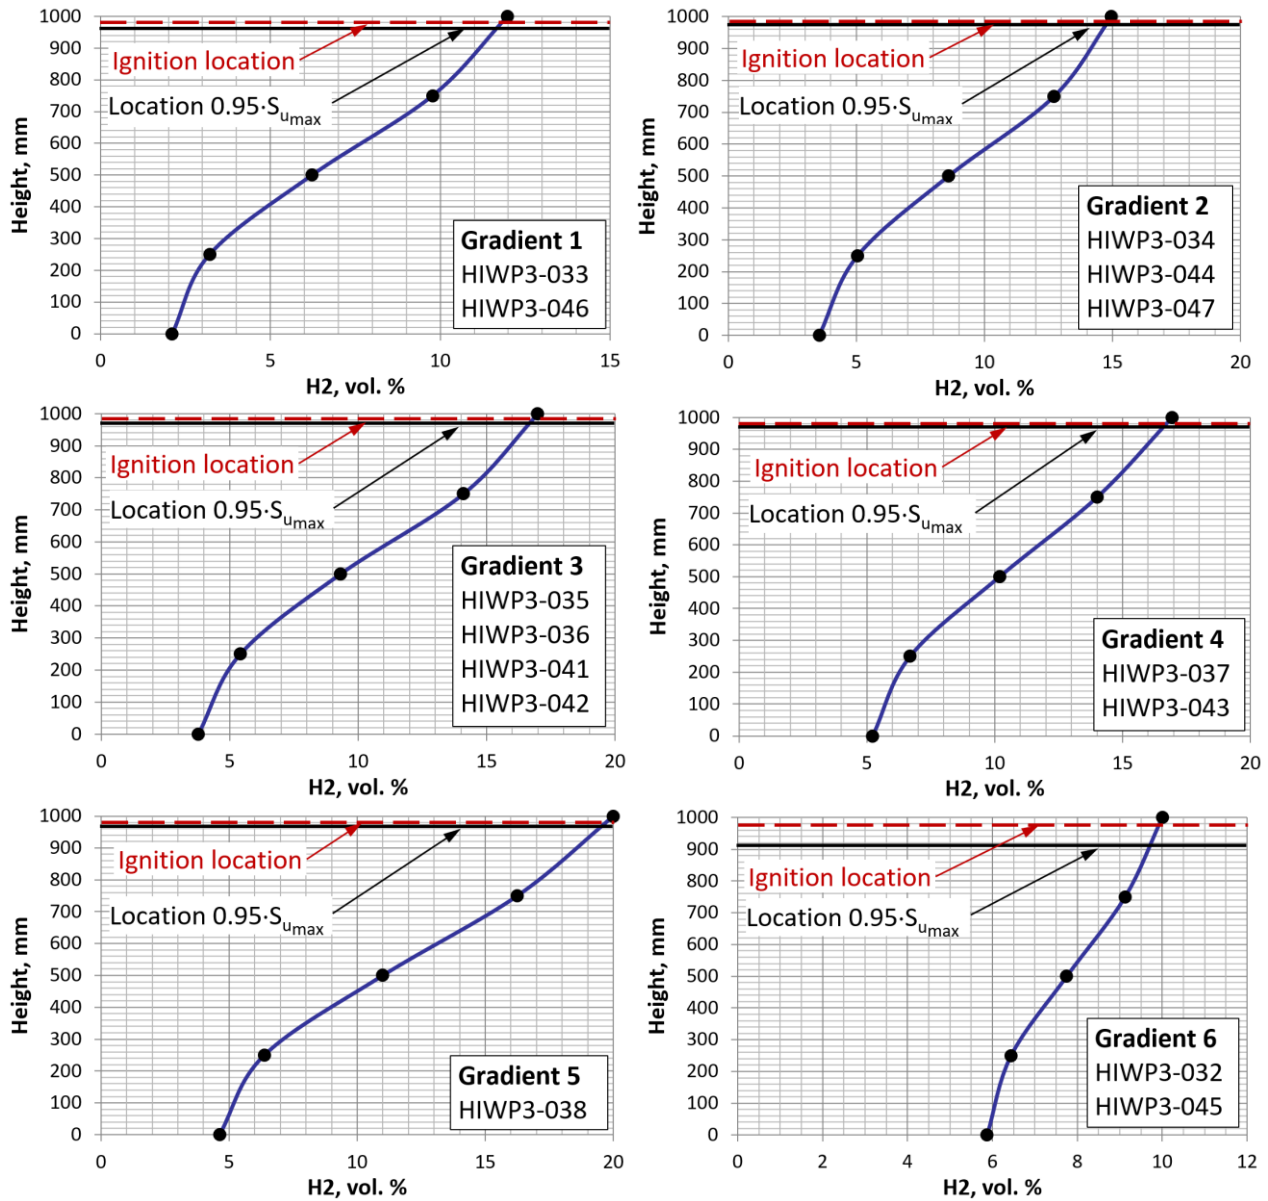 1000
900
800
700
600
500
400
300
200
100
0
Height, mm
Ignition location
Location 0.95·Sumax
Gradient 1
HIWP3-033
HIWP3-046
0 5 10 15
H2, vol. %
1000
900
800
700
600
500
400
300
200
100
0
Height, mm
Ignition location
Location 0.95·Sumax
Gradient 2
HIWP3-034
HIWP3-044
HIWP3-047
0 5 10 15 20
H2, vol. %
1000
900
800
700
600
500
400
300
200
100
0
Height, mm
Ignition location
Location 0.95·Sumax
Gradient 3
HIWP3-035
HIWP3-036
HIWP3-041
HIWP3-042
0 5 10 15 20
H2, vol. %
1000
900
800
700
600
500
400
300
200
100
0
Height, mm
Ignition location
Location 0.95·Sumax
Gradient 4
HIWP3-037
HIWP3-043
0 5 10 15 20
H2, vol. %
1000
900
800
700
600
500
400
300
200
100
0
Height, mm
Ignition location
Location 0.95·Sumax
Gradient 5
HIWP3-038
0 5 10 15 20
H2, vol. %
1000
900
800
700
600
500
400
300
200
100
0
Height, mm
Ignition location
Location 0.95·Sumax
Gradient 6
HIWP3-032
HIWP3-045
0 2 4 6 8 10 12
H2, vol. %